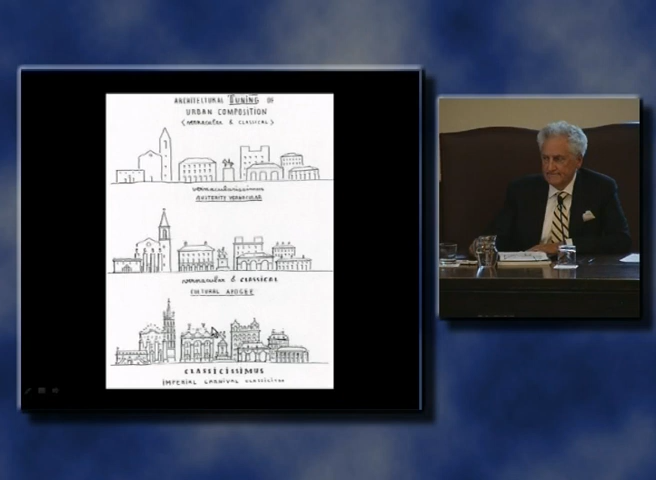 ARCHITECTURAL TUNING OF
URBAN COMPOSITION
(vernacular & CLASSICAL)
vernacularissimus
AUSTERITY VERNACULAR
vernacular & CLASSICAL
CULTURAL APOGEE
CLASSICISSIMUS
IMPERIAL CARNIVAL CLASSICISM